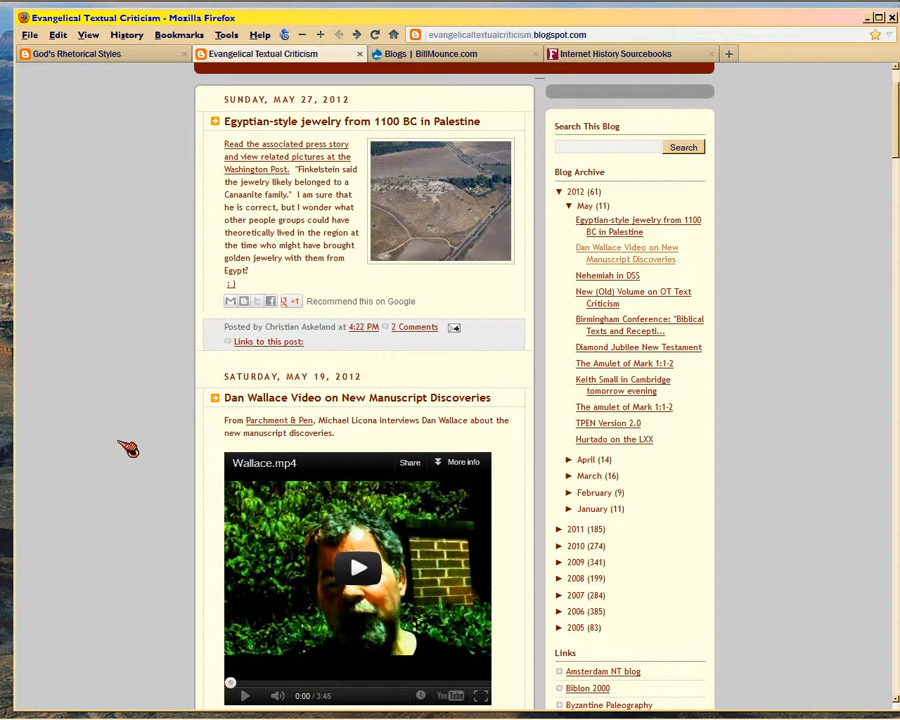 Evangelical Textual Criticism - Mozilla Firefox
File Edit View History Bookmarks Tools Help
evangelicaltextualcriticism.blogspot.com
God's Rhetorical Styles
Evangelical Textual Criticism
Blogs | BillMounce.com
Internet History Sourcebooks
SUNDAY, MAY 27, 2012
Egyptian-style jewelry from 1100 BC in Palestine
Read the associated press story
and view related pictures at the
Washington Post. "Finkelstein said
the jewelry likely belonged to a
Canaanite family." I am sure that
he is correct, but I wonder what
other people groups could have
theoretically lived in the region at
the time who might have brought
golden jewelry with them from
Egypt?
; )
+1 Recommend this on Google
Posted by Christian Askeland at 4:22 PM 2 Comments
Links to this post:
SATURDAY, MAY 19, 2012
Dan Wallace Video on New Manuscript Discoveries
From Parchment & Pen, Michael Licona interviews Dan Wallace about the
new manuscript discoveries.
Wallace.mp4 Share More info
0:00 / 3:45 YouTube
Search This Blog
Search
Blog Archive
▼ 2012 (61)
▼ May (11)
Egyptian-style jewelry from 1100
BC in Palestine
Dan Wallace Video on New
Manuscript Discoveries
Nehemiah in DSS
New (Old) Volume on OT Text
Criticism
Birmingham Conference: "Biblical
Texts and Recepti...
Diamond Jubilee New Testament
The Amulet of Mark 1:1-2
Keith Small in Cambridge
tomorrow evening
The amulet of Mark 1:1-2
TPEN Version 2.0
Hurtado on the LXX
► April (14)
► March (16)
► February (9)
► January (11)
► 2011 (185)
► 2010 (274)
► 2009 (341)
► 2008 (199)
► 2007 (284)
► 2006 (385)
► 2005 (83)
Links
Amsterdam NT blog
Biblon 2000
Byzantine Paleography